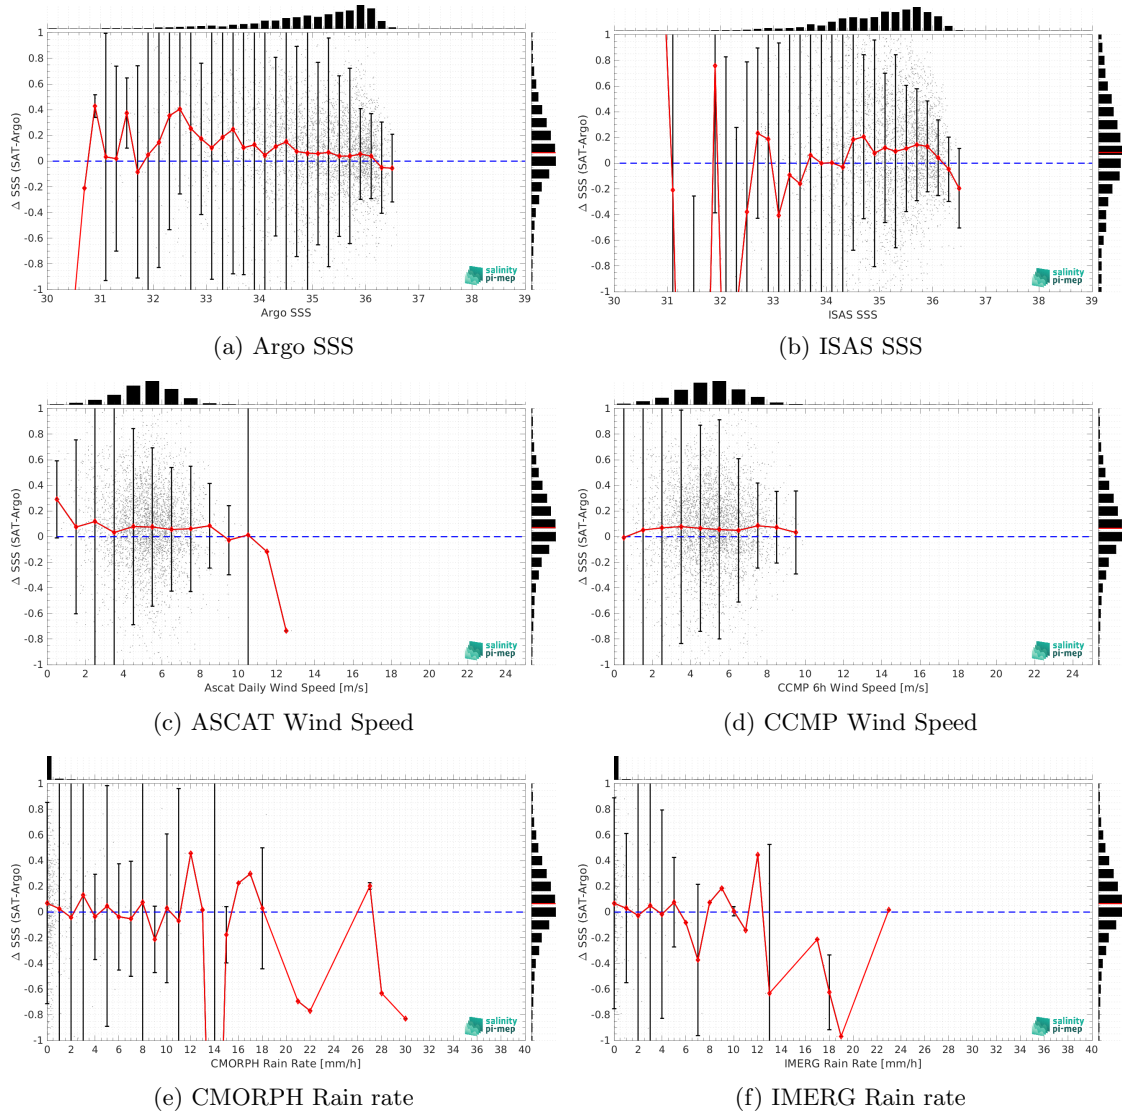 1
0.8
0.6
0.4
0.2
0
-0.2
-0.4
-0.6
-0.8
-1
Δ SSS (SAT-Argo)
30 31 32 33 34 35 36 37 38 39
Argo SSS
salinity
pi-mep
(a) Argo SSS
1
0.8
0.6
0.4
0.2
0
-0.2
-0.4
-0.6
-0.8
-1
Δ SSS (SAT-Argo)
30 31 32 33 34 35 36 37 38 39
ISAS SSS
salinity
pi-mep
(b) ISAS SSS
1
0.8
0.6
0.4
0.2
0
-0.2
-0.4
-0.6
-0.8
-1
Δ SSS (SAT-Argo)
0 2 4 6 8 10 12 14 16 18 20 22 24
Ascat Daily Wind Speed [m/s]
salinity
pi-mep
(c) ASCAT Wind Speed
1
0.8
0.6
0.4
0.2
0
-0.2
-0.4
-0.6
-0.8
-1
Δ SSS (SAT-Argo)
0 2 4 6 8 10 12 14 16 18 20 22 24
CCMP 6h Wind Speed [m/s]
salinity
pi-mep
(d) CCMP Wind Speed
1
0.8
0.6
0.4
0.2
0
-0.2
-0.4
-0.6
-0.8
-1
Δ SSS (SAT-Argo)
0 2 4 6 8 10 12 14 16 18 20 22 24 26 28 30 32 34 36 38 40
CMORPH Rain Rate [mm/h]
salinity
pi-mep
(e) CMORPH Rain rate
1
0.8
0.6
0.4
0.2
0
-0.2
-0.4
-0.6
-0.8
-1
Δ SSS (SAT-Argo)
0 2 4 6 8 10 12 14 16 18 20 22 24 26 28 30 32 34 36 38 40
IMERG Rain Rate [mm/h]
salinity
pi-mep
(f) IMERG Rain rate